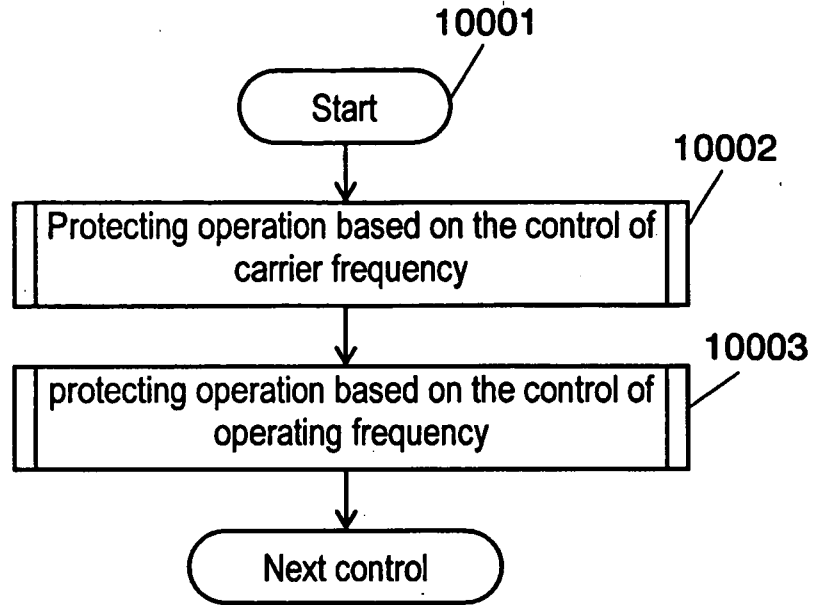 10001
Start
10002
Protecting operation based on the control of
carrier frequency
10003
protecting operation based on the control of
operating frequency
Next control